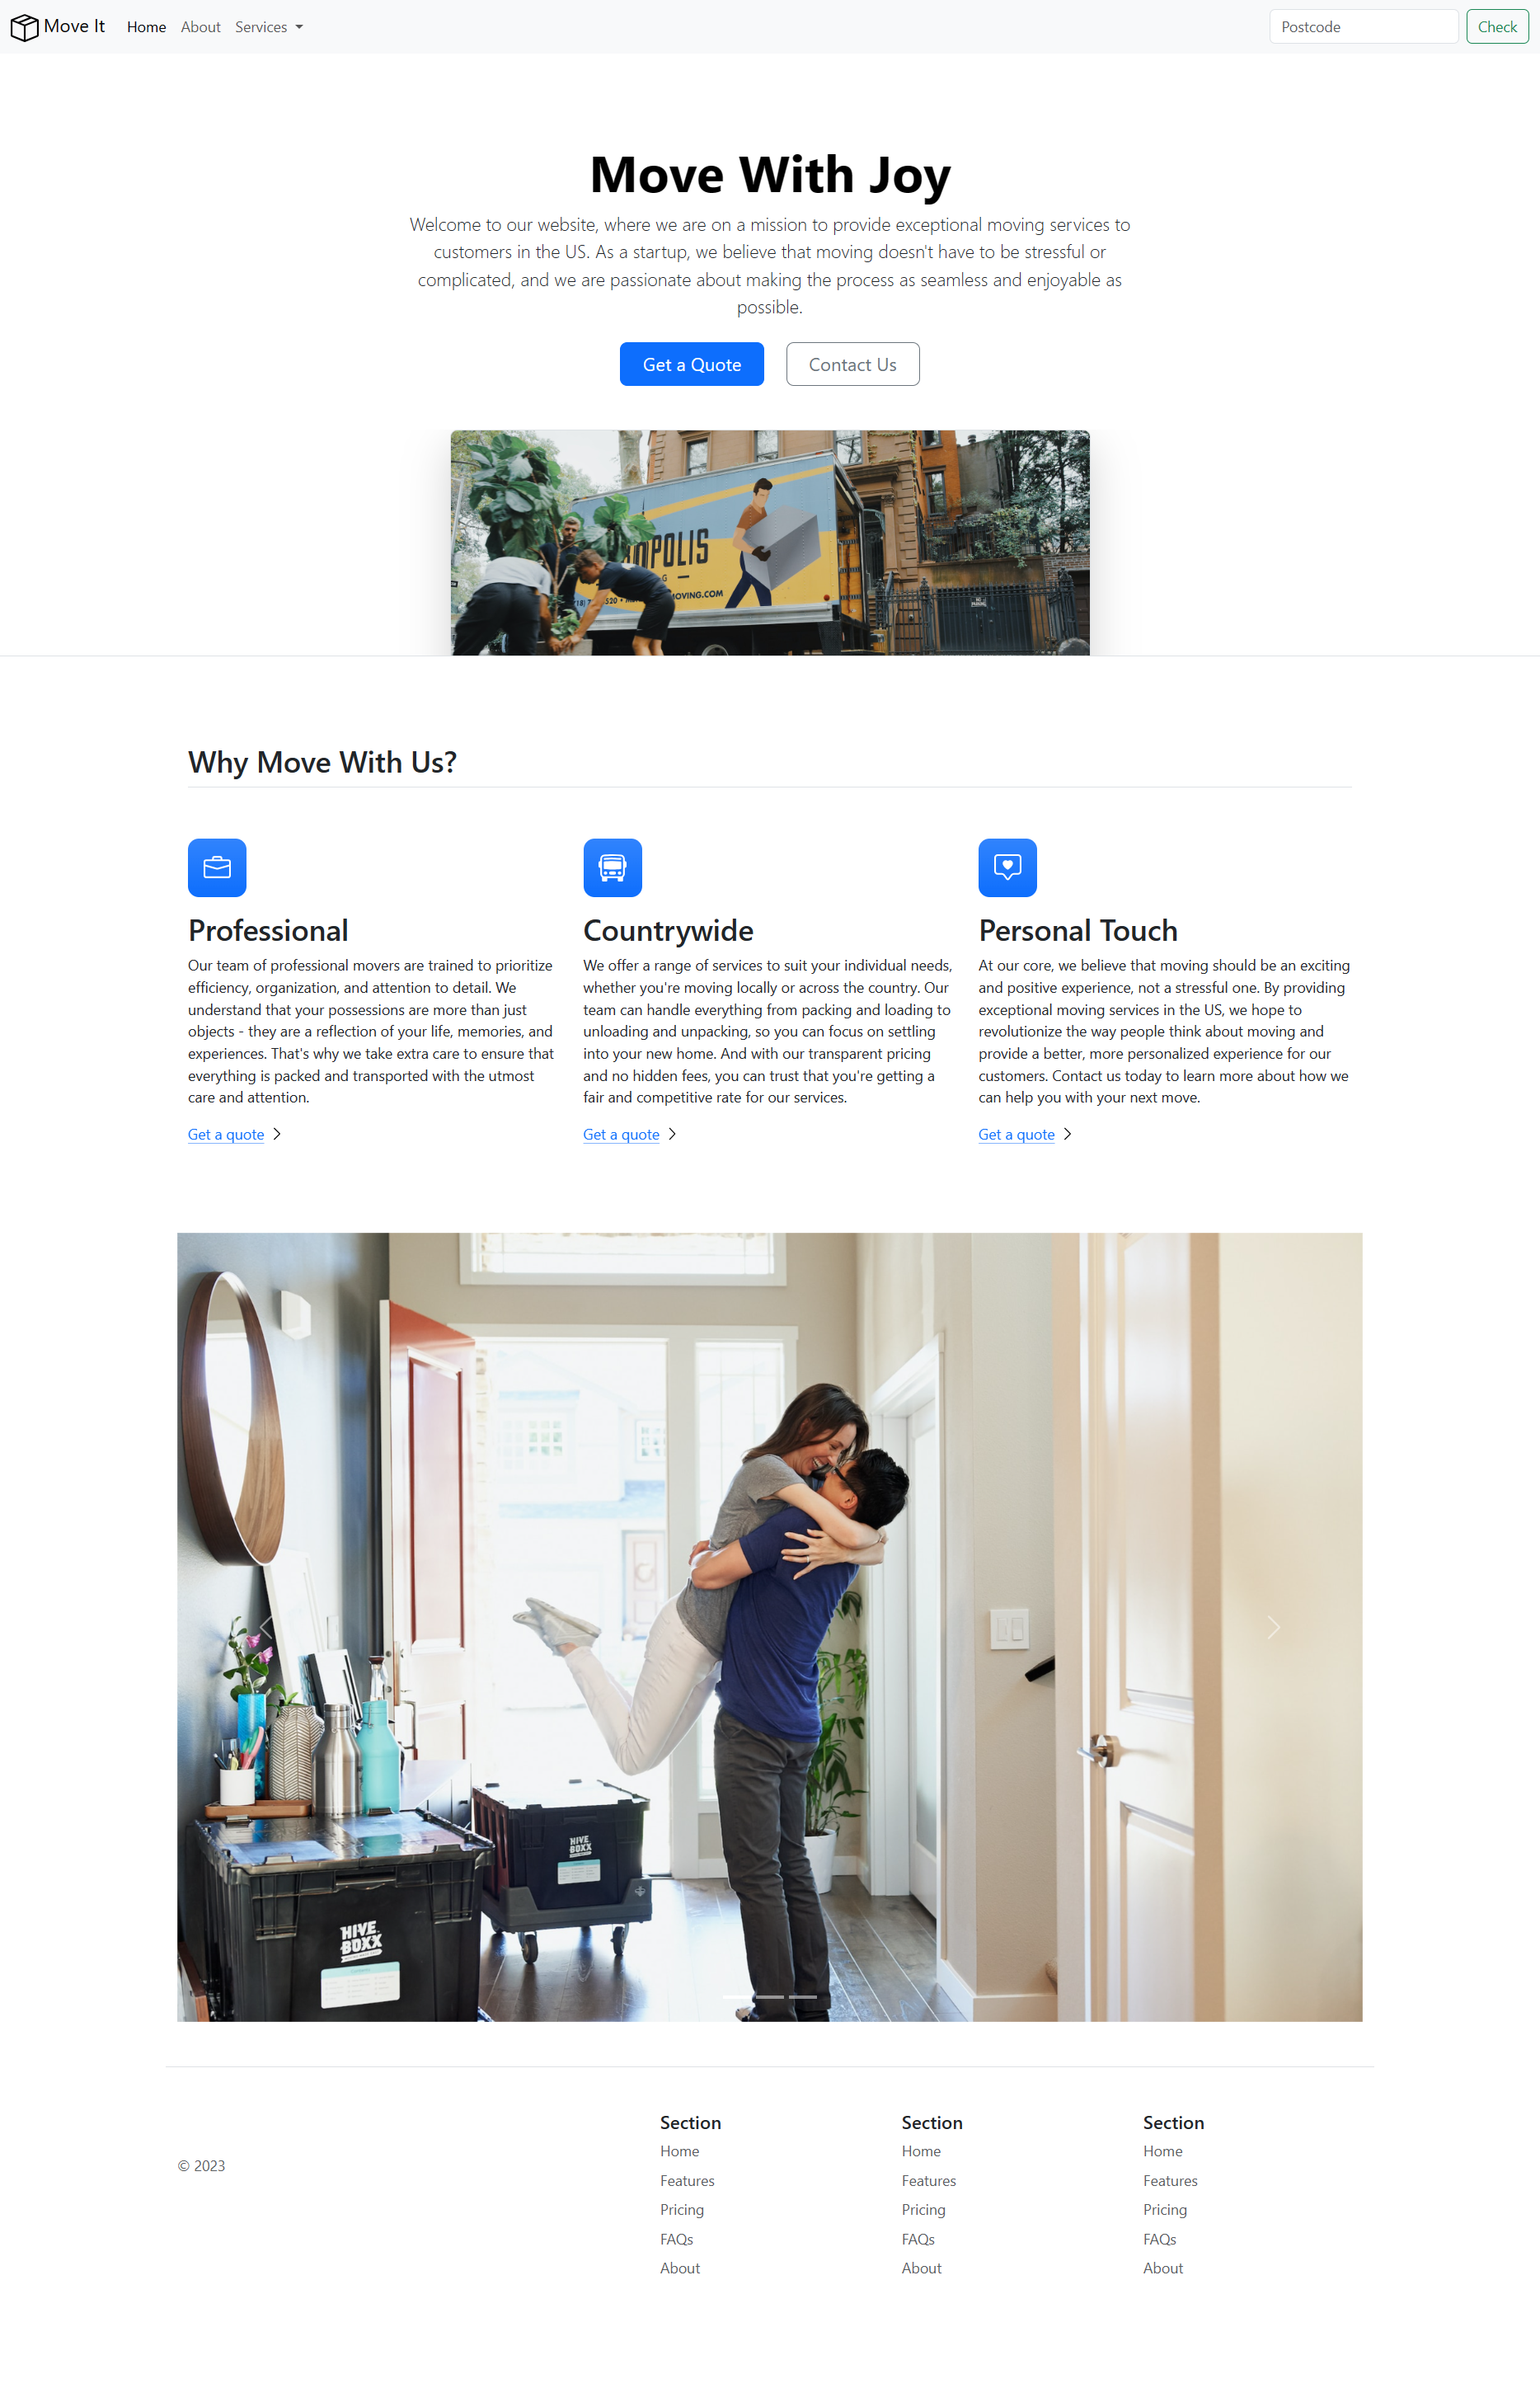 Move It
Home
About
Services
Postcode
Check
Move With Joy
Welcome to our website, where we are on a mission to provide exceptional moving services to
customers in the US. As a startup, we believe that moving doesn't have to be stressful or
complicated, and we are passionate about making the process as seamless and enjoyable as
possible.
Get a Quote
Contact Us
POLIS
MOVING.COM
Why Move With Us?
Professional
Our team of professional movers are trained to prioritize
efficiency, organization, and attention to detail. We
understand that your possessions are more than just
objects - they are a reflection of your life, memories, and
experiences. That's why we take extra care to ensure that
everything is packed and transported with the utmost
care and attention.
Get a quote
Countrywide
We offer a range of services to suit your individual needs,
whether you're moving locally or across the country. Our
team can handle everything from packing and loading to
unloading and unpacking, so you can focus on settling
into your new home. And with our transparent pricing
and no hidden fees, you can trust that you're getting a
fair and competitive rate for our services.
Get a quote
Personal Touch
At our core, we believe that moving should be an exciting
and positive experience, not a stressful one. By providing
exceptional moving services in the US, we hope to
revolutionize the way people think about moving and
provide a better, more personalized experience for our
customers. Contact us today to learn more about how we
can help you with your next move.
Get a quote
HIVE
BOXX
HIVE
BOXX
© 2023
Section
Home
Features
Pricing
FAQs
About
Section
Home
Features
Pricing
FAQs
About
Section
Home
Features
Pricing
FAQs
About